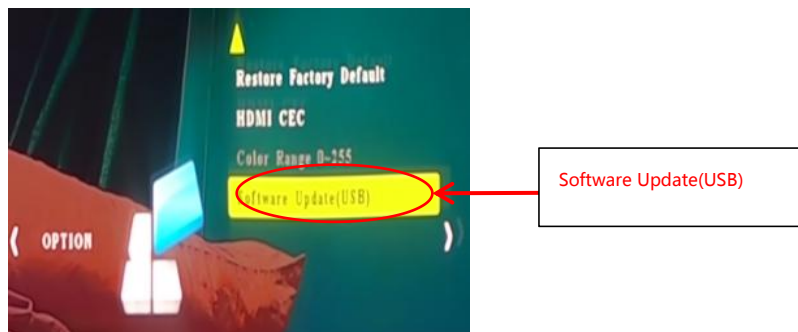 Restore Factory Default
HDMI CEC
Color Range 0-255
Software Update(USB)
OPTION
Software Update(USB)